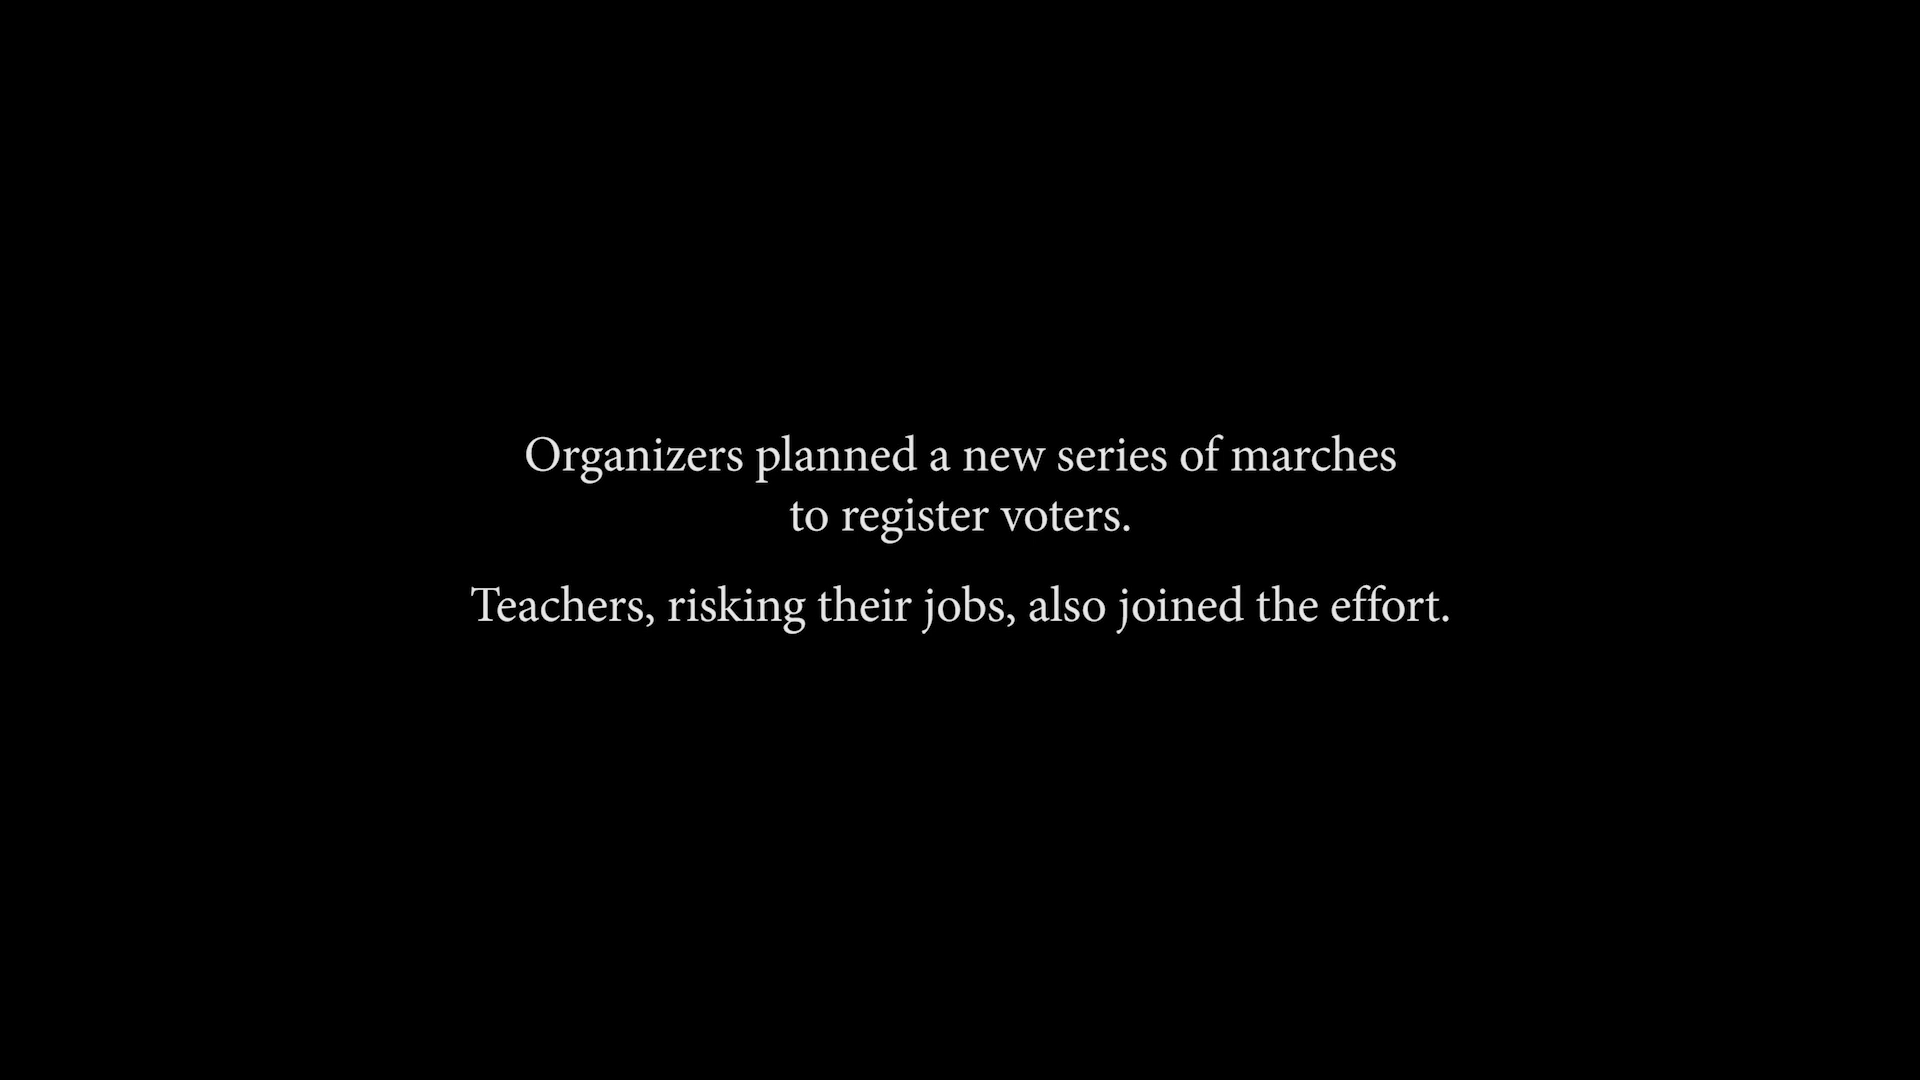 Organizers planned a new series of marches
to register voters.
Teachers, risking their jobs, also joined the effort.